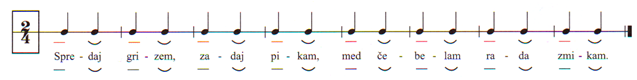 2
4
Spre - daj gri - zem, za - daj pi - kam, med če - be - lam ra - da zmi - kam.